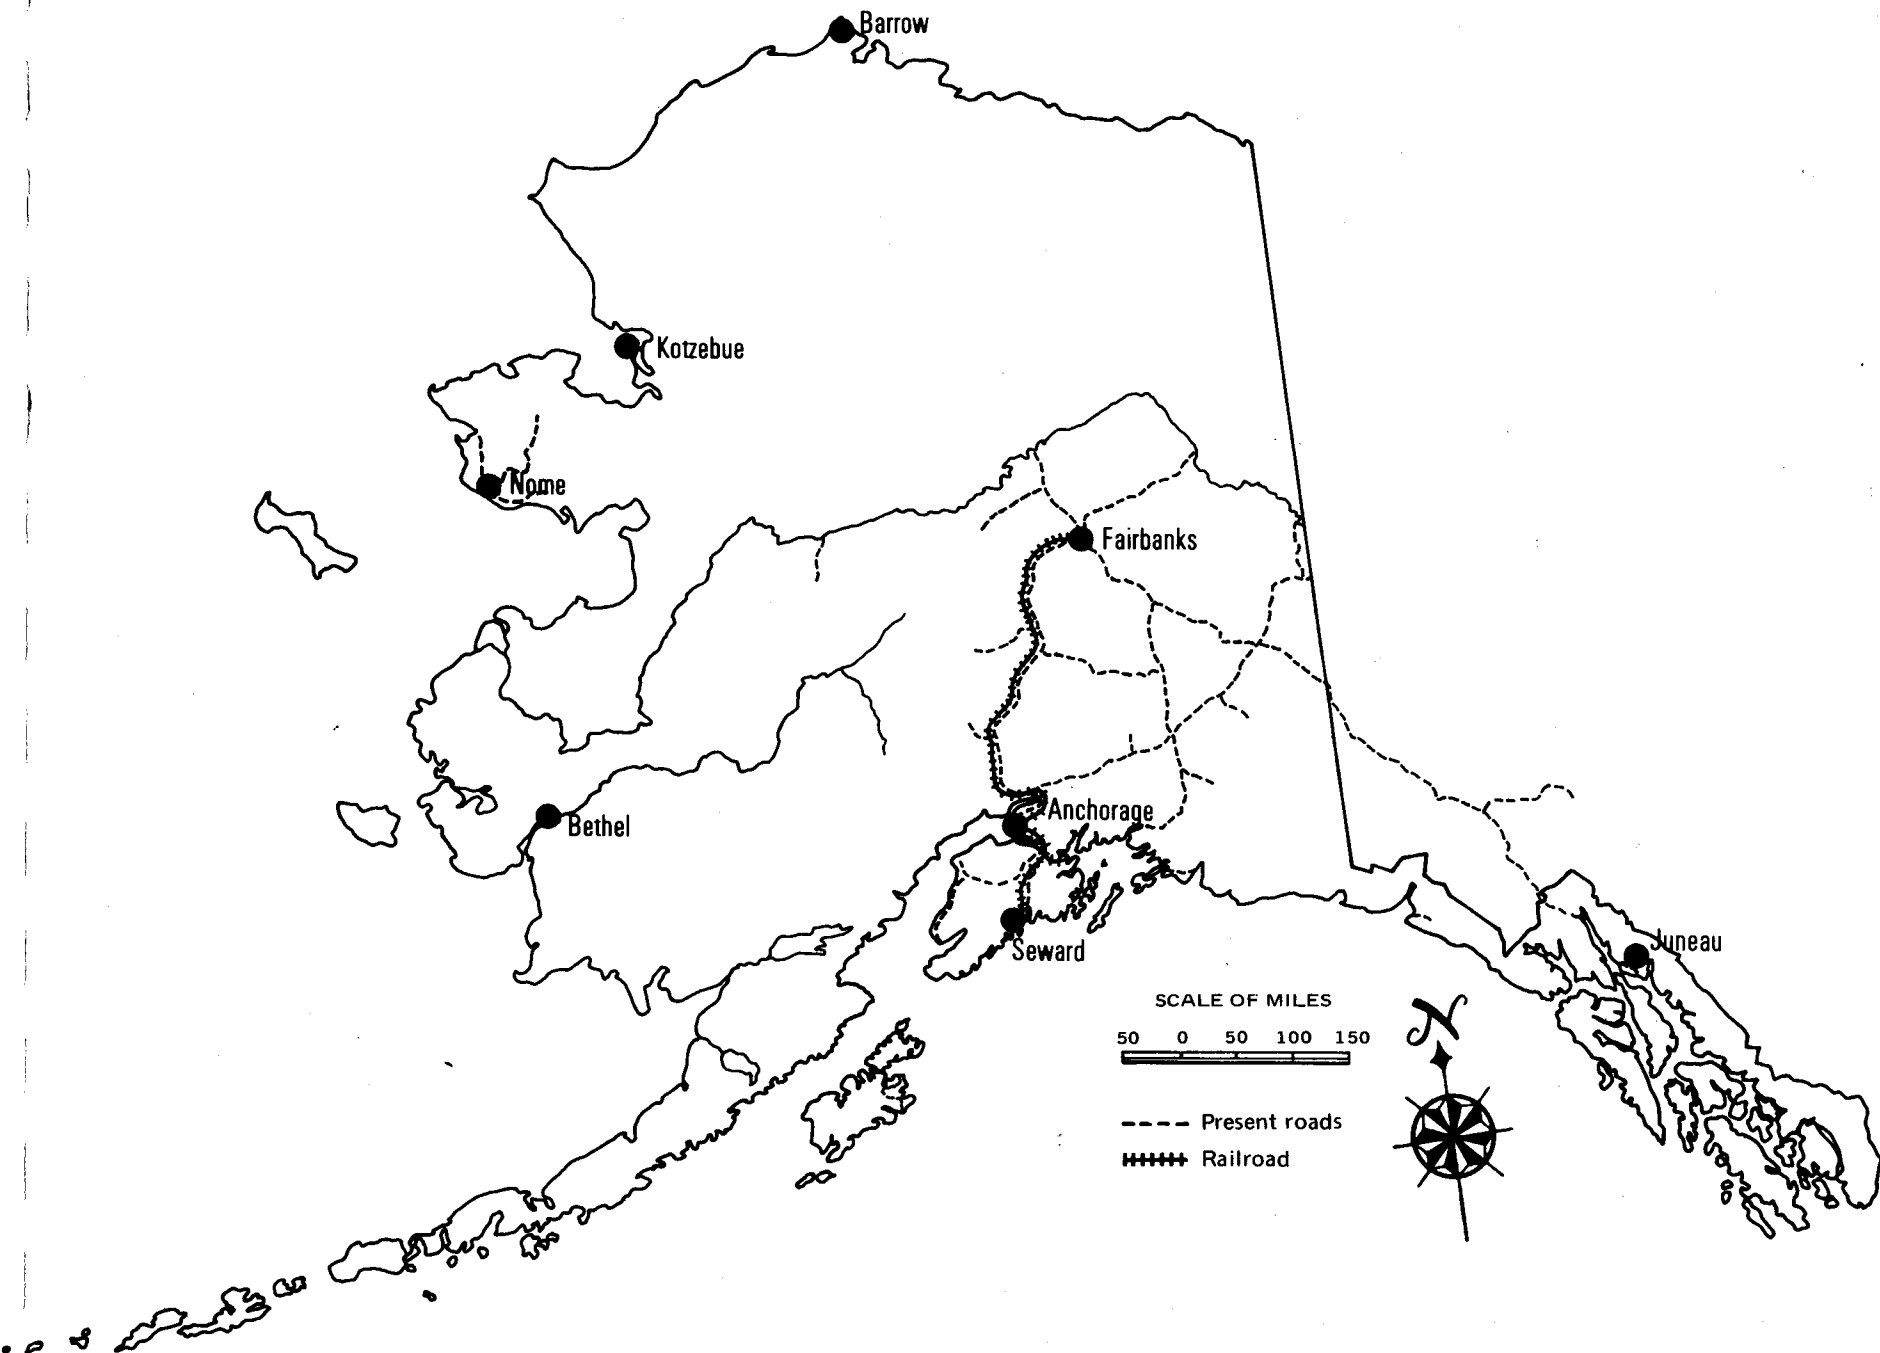 Barrow
Kotzebue
Nome
Fairbanks
Anchorage
Bethel
Seward
Juneau
SCALE OF MILES
50 0 50 100 150
N
Present roads
Railroad